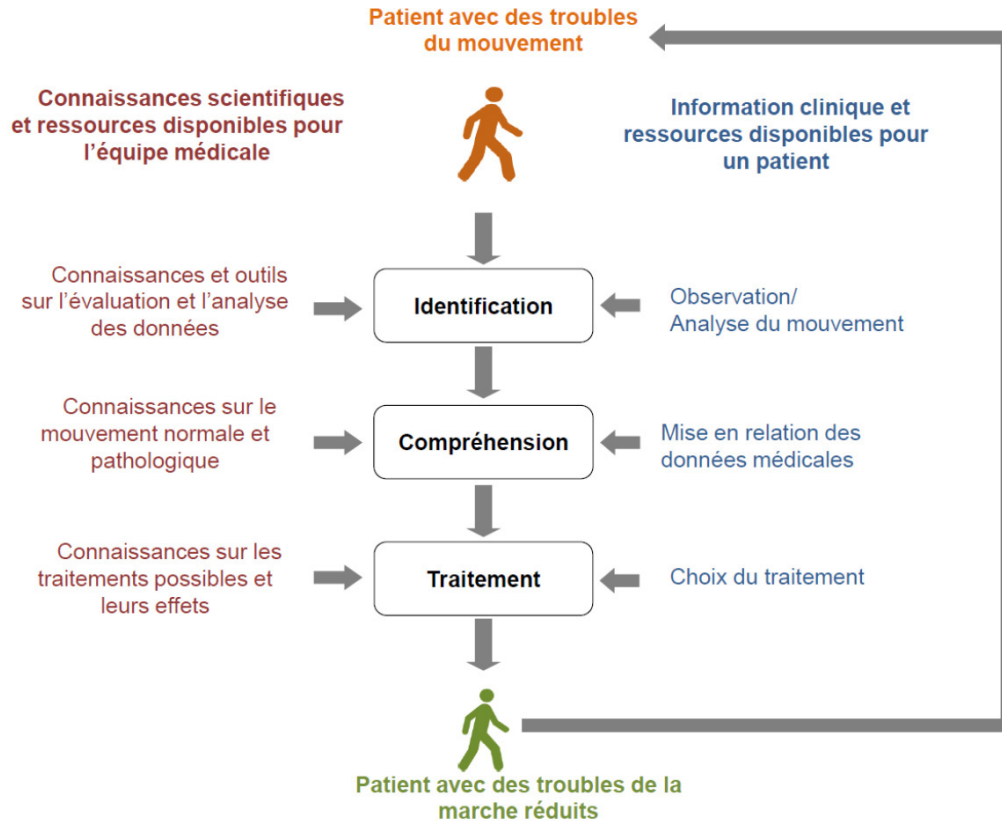 Patient avec des troubles
du mouvement
Connaissances scientifiques
et ressources disponibles pour
l'équipe médicale
Information clinique et
ressources disponibles pour
un patient
Connaissances et outils
sur l'évaluation et l'analyse
des données
Identification
Observation/
Analyse du mouvement
Connaissances sur le
mouvement normale et
pathologique
Compréhension
Mise en relation des
données médicales
Connaissances sur les
traitements possibles et
leurs effets
Traitement
Choix du traitement
Patient avec des troubles de la
marche réduits